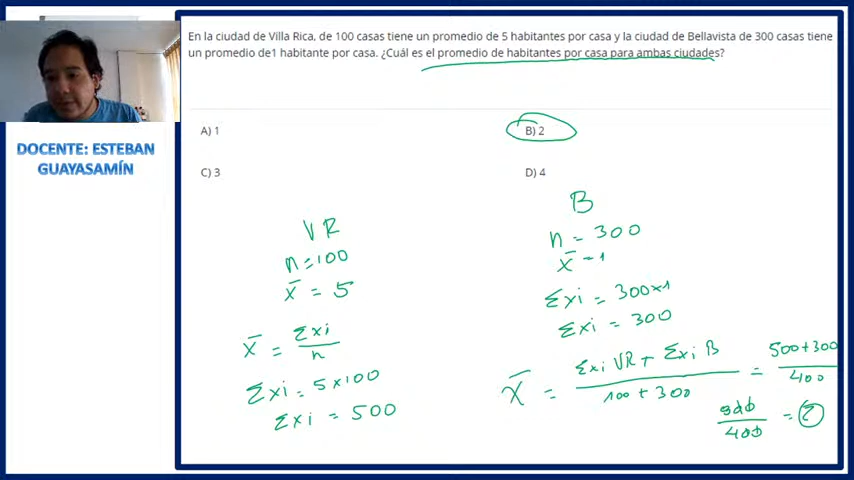 En la ciudad de Villa Rica, de 100 casas tiene un promedio de 5 habitantes por casa y la ciudad de Bellavista de 300 casas tiene
un promedio de1 habitante por casa. ¿Cuál es el promedio de habitantes por casa para ambas ciudades?
A) 1
B) 2
C) 3
D) 4
DOCENTE: ESTEBAN
GUAYASAMÍN
VR
n=100
x̄ = 5
x̄ = Σxi / n
Σxi = 5 x 100
Σxi = 500
B
n = 300
x̄ = 1
Σxi = 300x1
Σxi = 300
x̄ = Σxi VR + Σxi B / 100 + 300 = 500+300 / 400
800 / 400 = 2